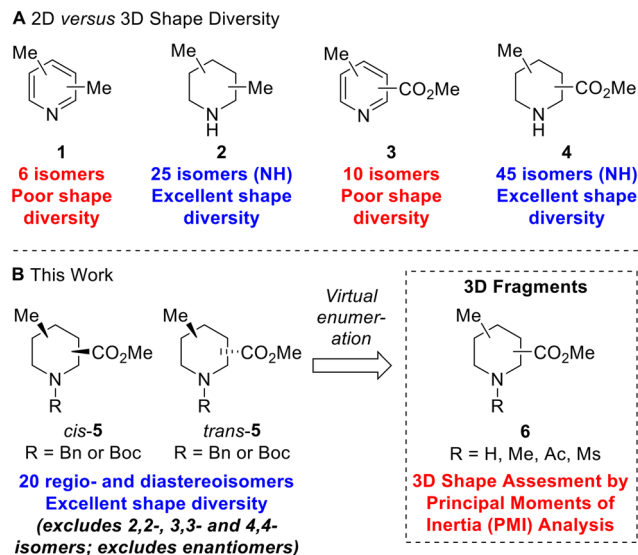 A 2D versus 3D Shape Diversity
Me
Me
N
1
6 isomers
Poor shape
diversity
Me
Me
N
H
2
25 isomers (NH)
Excellent shape
diversity
Me
CO2Me
N
3
10 isomers
Poor shape
diversity
Me
CO2Me
N
H
4
45 isomers (NH)
Excellent shape
diversity
B This Work
Me
CO2Me
N
R
cis-5
R = Bn or Boc
Me
CO2Me
N
R
trans-5
R = Bn or Boc
20 regio- and diastereoisomers
Excellent shape diversity
(excludes 2,2-, 3,3- and 4,4-
isomers; excludes enantiomers)
Virtual
enumer-
ation
3D Fragments
Me
CO2Me
N
R
6
R = H, Me, Ac, Ms
3D Shape Assesment by
Principal Moments of
Inertia (PMI) Analysis